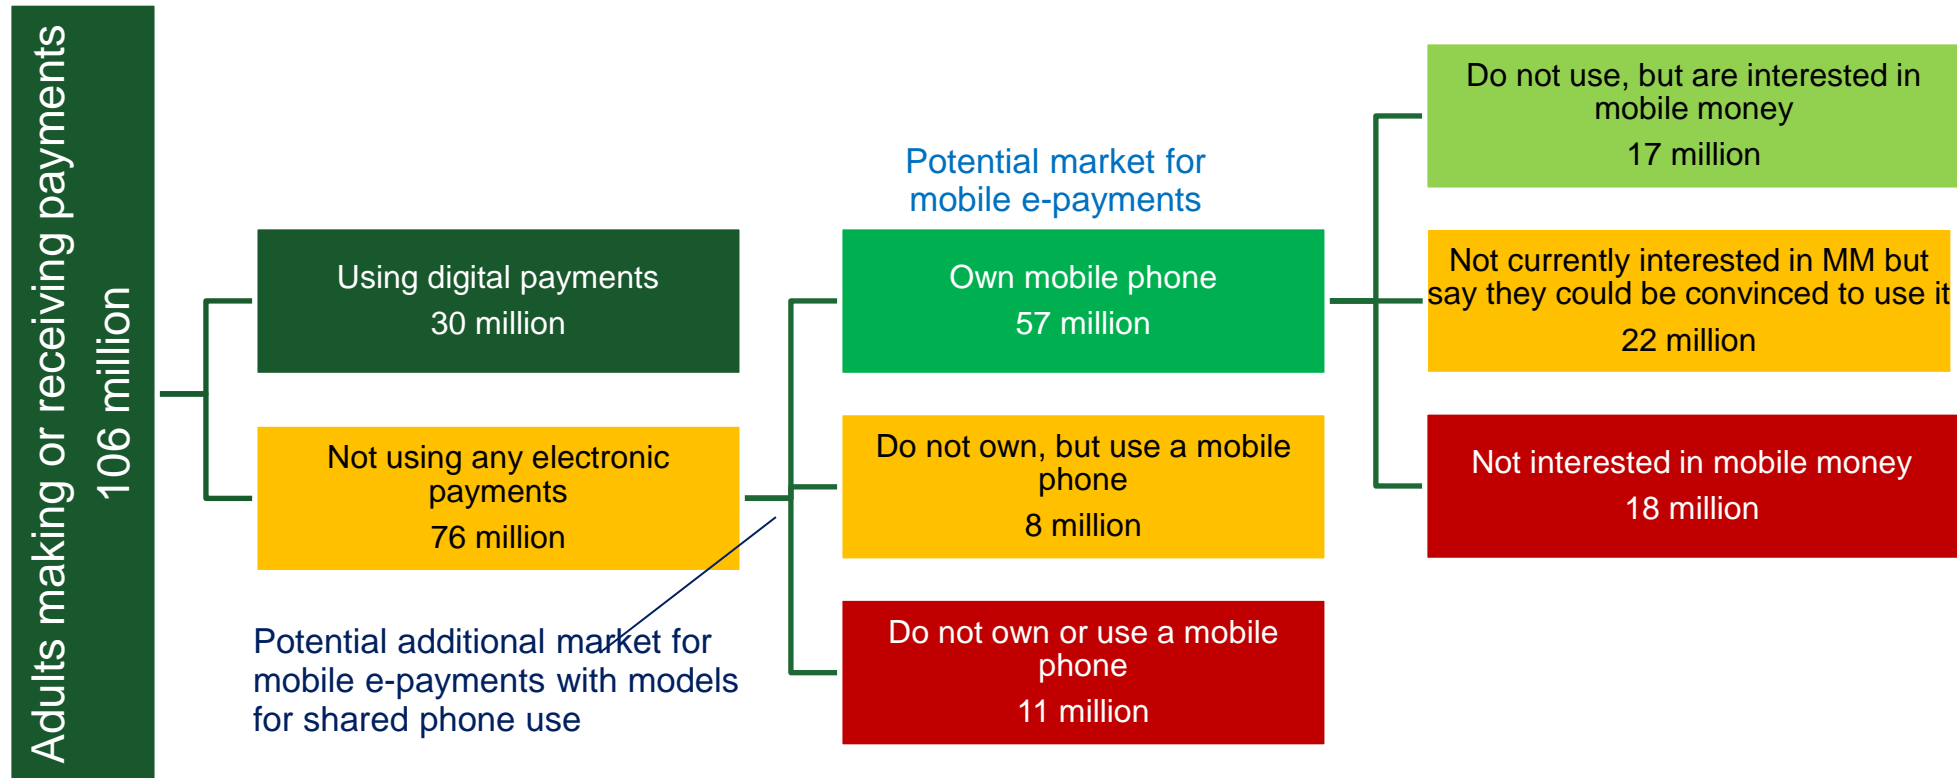 Adults making or receiving payments
106 million
Using digital payments
30 million
Not using any electronic
payments
76 million
Potential additional market for
mobile e-payments with models
for shared phone use
Potential market for
mobile e-payments
Own mobile phone
57 million
Do not own, but use a mobile
phone
8 million
Do not own or use a mobile
phone
11 million
Do not use, but are interested in
mobile money
17 million
Not currently interested in MM but
say they could be convinced to use it
22 million
Not interested in mobile money
18 million